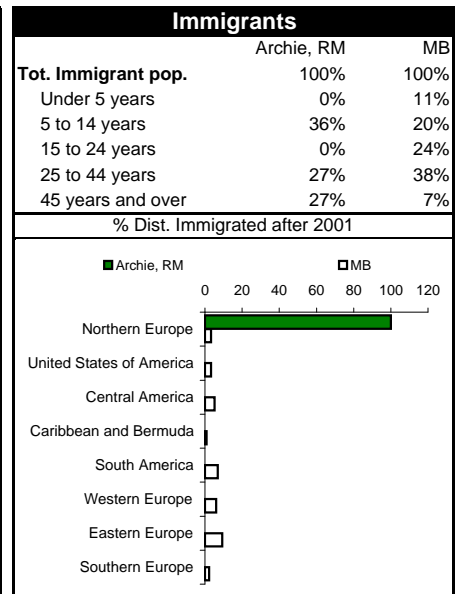 Immigrants
Archie, RM MB
Tot. Immigrant pop. 100% 100%
Under 5 years 0% 11%
5 to 14 years 36% 20%
15 to 24 years 0% 24%
25 to 44 years 27% 38%
45 years and over 27% 7%
% Dist. Immigrated after 2001
Archie, RM MB
0 20 40 60 80 100 120
Northern Europe
United States of America
Central America
Caribbean and Bermuda
South America
Western Europe
Eastern Europe
Southern Europe